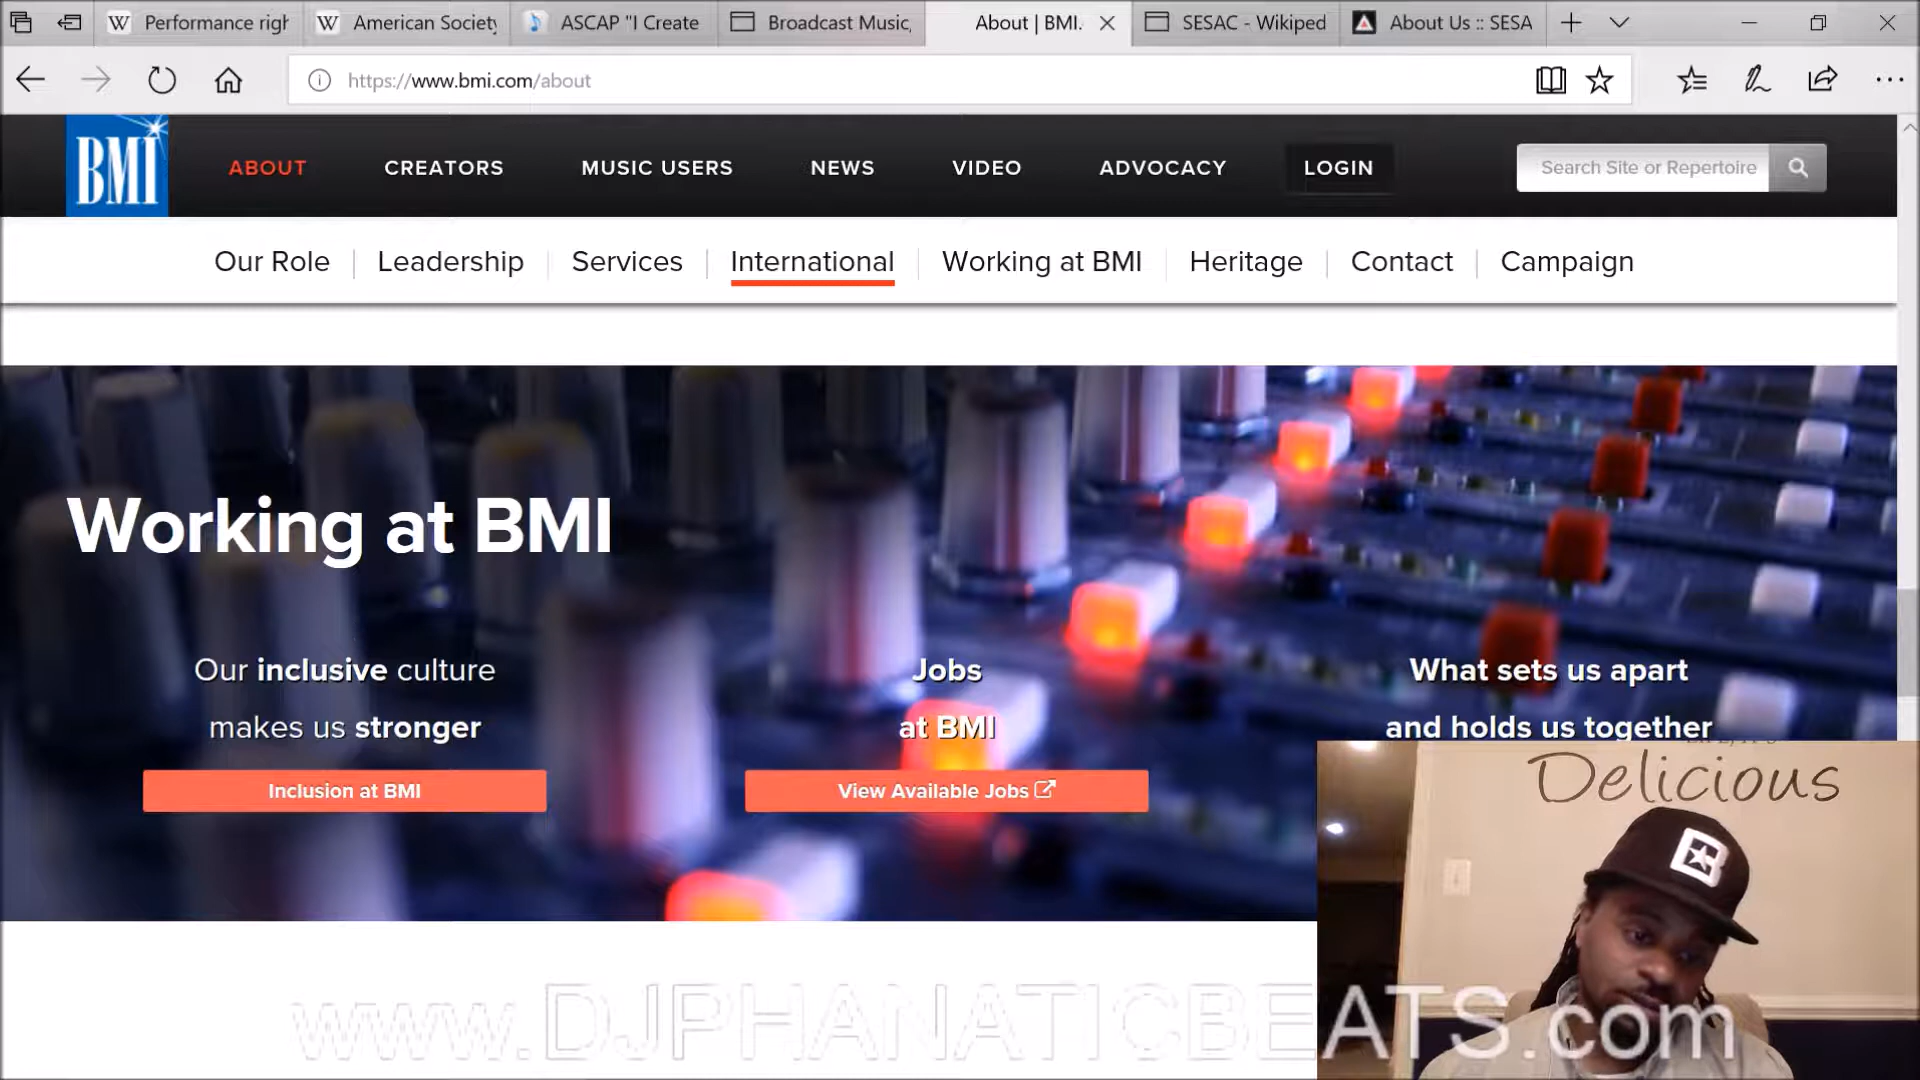 Performance righ
American Society
ASCAP "I Create
Broadcast Music,
About | BMI.
SESAC - Wikiped
About Us :: SESA
https://www.bmi.com/about
BMI
ABOUT
CREATORS
MUSIC USERS
NEWS
VIDEO
ADVOCACY
LOGIN
Search Site or Repertoire
Our Role
Leadership
Services
International
Working at BMI
Heritage
Contact
Campaign
Working at BMI
Our inclusive culture
makes us stronger
Inclusion at BMI
Jobs
at BMI
View Available Jobs
What sets us apart
and holds us together
Delicious
B
www.DJPHANATICBEATS.com